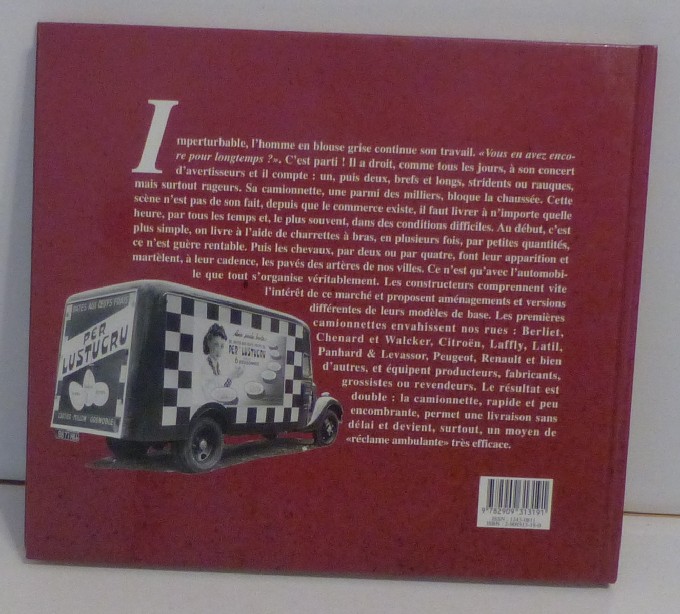 Imperturbable, l'homme en blouse grise continue son travail. «Vous en avez enco-
re pour longtemps ?». C'est parti ! Il a droit, comme tous les jours, à son concert
d'avertisseurs et il compte : un, puis deux, brefs et longs, stridents ou rauques,
mais surtout rageurs. Sa camionnette, une parmi des milliers, bloque la chaussée. Cette
scène n'est pas de son fait, depuis que le commerce existe, il faut livrer à n'importe quelle
heure, par tous les temps et, le plus souvent, dans des conditions difficiles. Au début, c'est
plus simple, on livre à l'aide de charrettes à bras, en plusieurs fois, par petites quantités,
ce n'est guère rentable. Puis les chevaux, par deux ou par quatre, font leur apparition et
martèlent, à leur cadence, les pavés des artères de nos villes. Ce n'est qu'avec l'automobi-
le que tout s'organise véritablement. Les constructeurs comprennent vite
l'intérêt de ce marché et proposent aménagements et versions
différentes de leurs modèles de base. Les premières
camionnettes envahissent nos rues : Berliet,
Chenard et Walcker, Citroën, Laffly, Latil,
Panhard & Levassor, Peugeot, Renault et bien
d'autres, et équipent producteurs, fabricants,
grossistes ou revendeurs. Le résultat est
double : la camionnette, rapide et peu
encombrante, permet une livraison sans
délai et devient, surtout, un moyen de
«réclame ambulante» très efficace.
PATES AUX ŒUFS FRAIS
PER
LUSTUCRU
GRENOBLE
PER LUSTUCRU
9 782909 313191